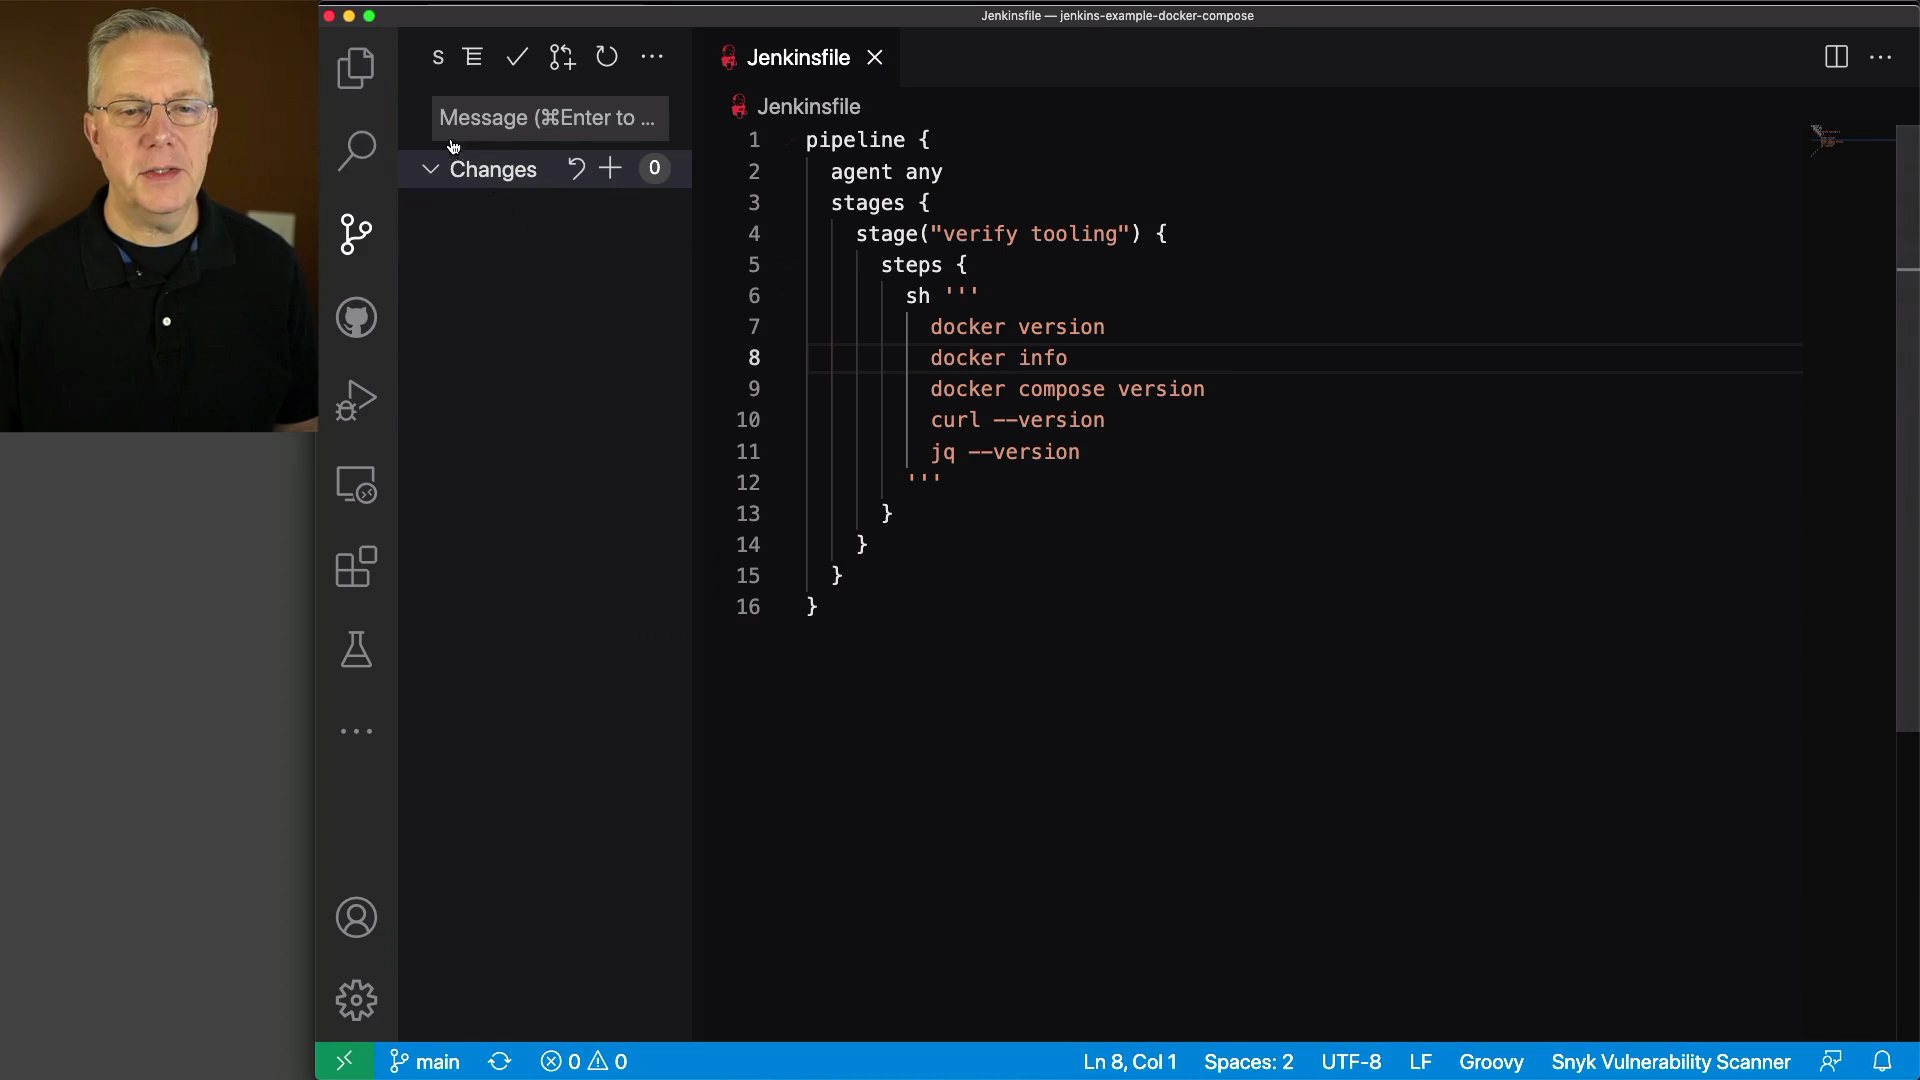 Jenkinsfile — jenkins-example-docker-compose
S
Jenkinsfile
Message (⌘Enter to ...
Changes
0
Jenkinsfile
1 pipeline {
2 agent any
3 stages {
4 stage("verify tooling") {
5 steps {
6 sh '''
7 docker version
8 docker info
9 docker compose version
10 curl --version
11 jq --version
12 '''
13 }
14 }
15 }
16 }
main
0
0
Ln 8, Col 1
Spaces: 2
UTF-8
LF
Groovy
Snyk Vulnerability Scanner